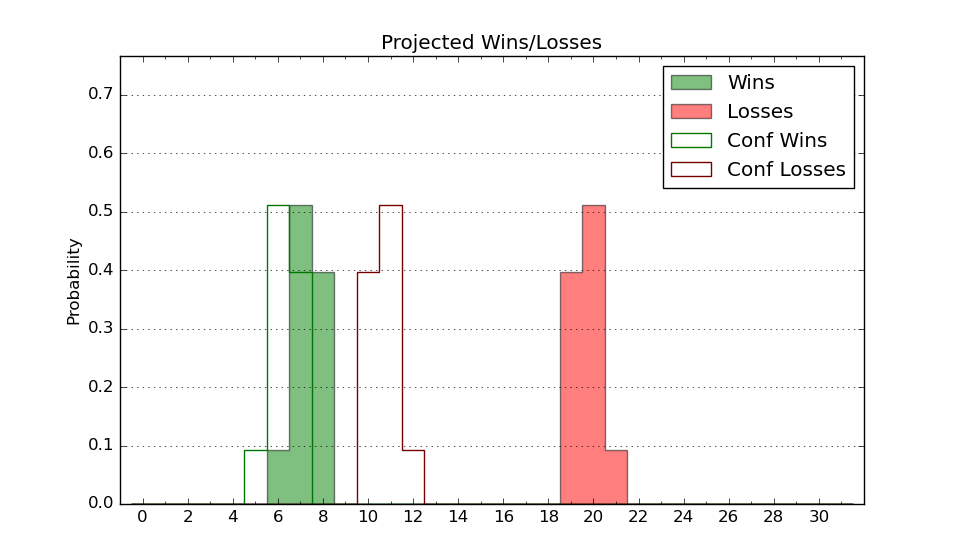 Projected Wins/Losses
Wins
Losses
Conf Wins
Conf Losses
Probability
0.7
0.6
0.5
0.4
0.3
0.2
0.1
0.0
0 2 4 6 8 10 12 14 16 18 20 22 24 26 28 30